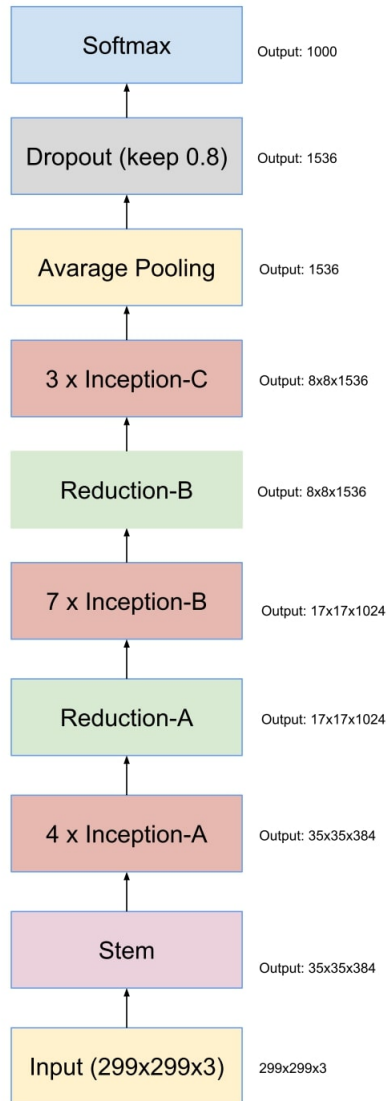 Softmax
Output: 1000
Dropout (keep 0.8)
Output: 1536
Avarage Pooling
Output: 1536
3 x Inception-C
Output: 8x8x1536
Reduction-B
Output: 8x8x1536
7 x Inception-B
Output: 17x17x1024
Reduction-A
Output: 17x17x1024
4 x Inception-A
Output: 35x35x384
Stem
Output: 35x35x384
Input (299x299x3)
299x299x3